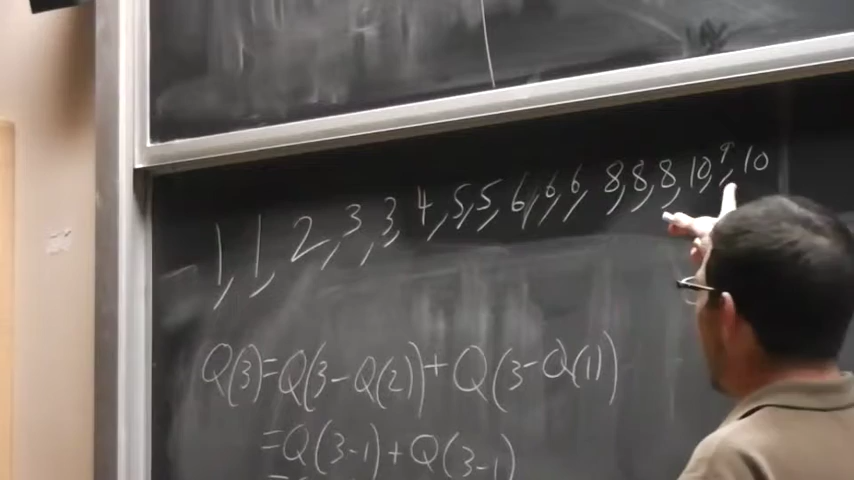 1, 1, 2, 3, 3, 4, 5, 5, 6, 6, 6, 8, 8, 8, 10, 9, 10
Q(3)=Q(3-Q(2))+Q(3-Q(1))
=Q(3-1)+Q(3-1)